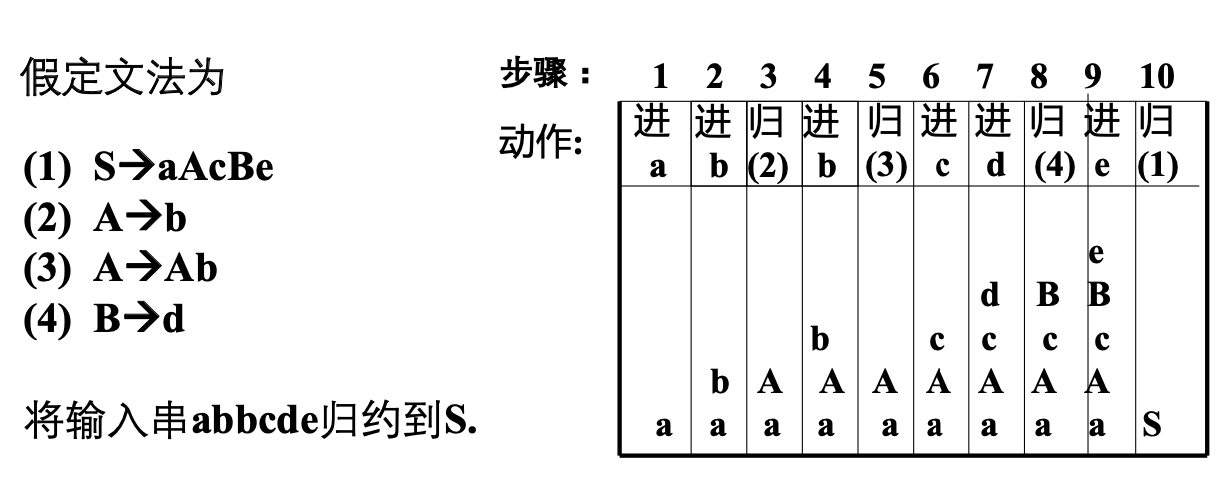 假定文法为
(1) S→aAcBe
(2) A→b
(3) A→Ab
(4) B→d
将输入串abbcde归约到S.
步骤： 1 2 3 4 5 6 7 8 9 10
动作: 进 进 归 进 归 进 进 归 进 归
a b (2) b (3) c d (4) e (1)
e
d B B
b c c c c
b A A A A A A A
a a a a a a a a a S